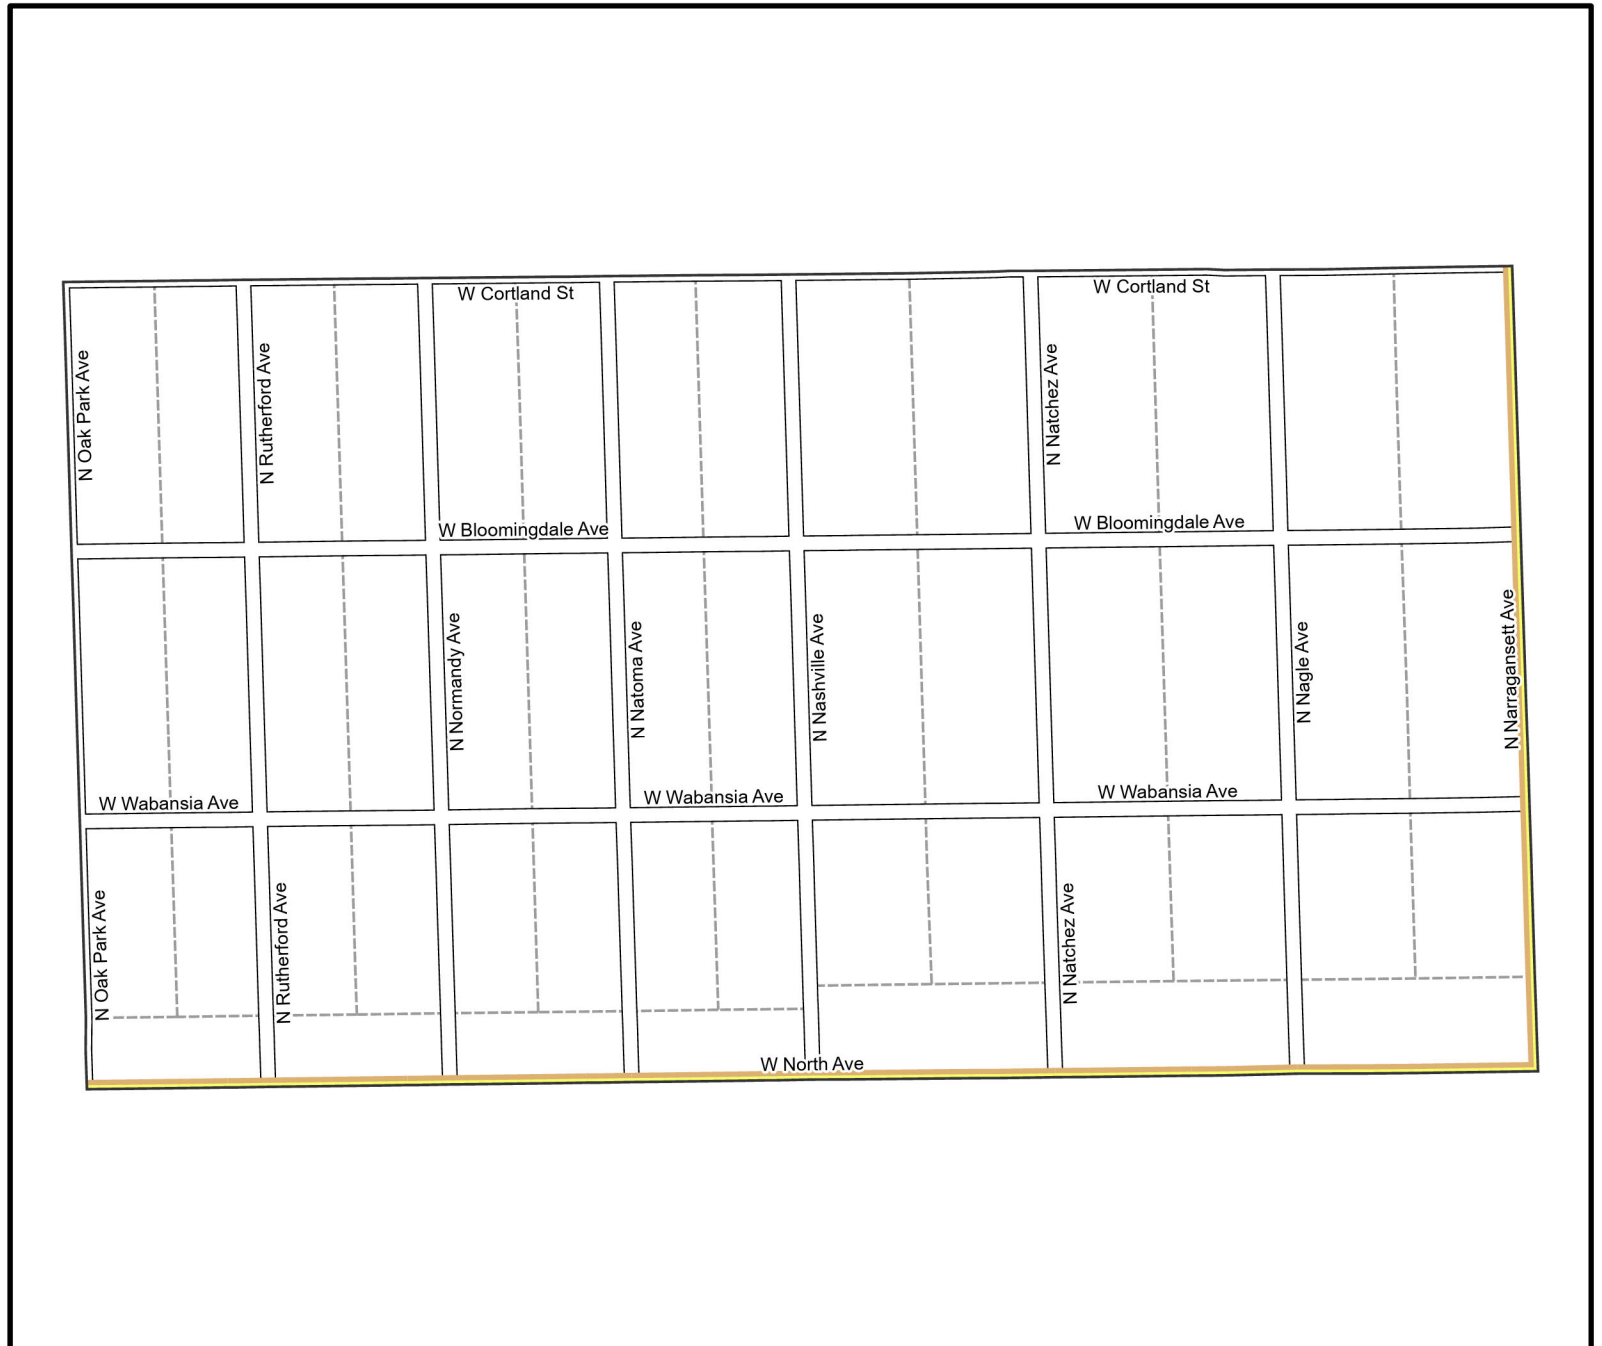 W Cortland St
W Cortland St
N Oak Park Ave
N Rutherford Ave
N Natchez Ave
W Bloomingdale Ave
W Bloomingdale Ave
N Normandy Ave
N Natoma Ave
N Nashville Ave
N Nagle Ave
N Narragansett Ave
W Wabansia Ave
W Wabansia Ave
W Wabansia Ave
N Oak Park Ave
N Rutherford Ave
N Natchez Ave
W North Ave